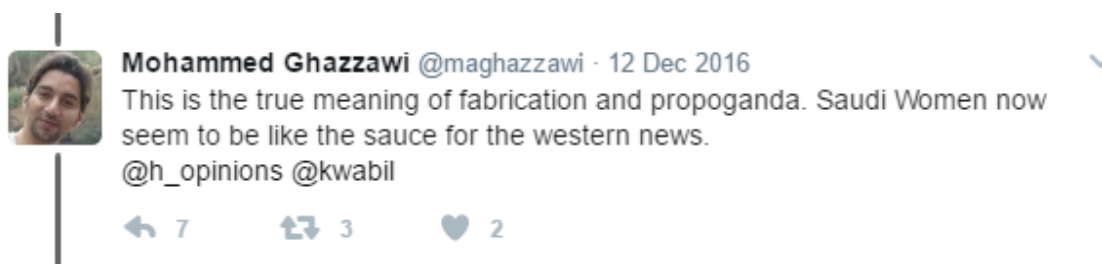 Mohammed Ghazzawi @maghazzawi · 12 Dec 2016
This is the true meaning of fabrication and propoganda. Saudi Women now
seem to be like the sauce for the western news.
@h_opinions @kwabil
7 3 2